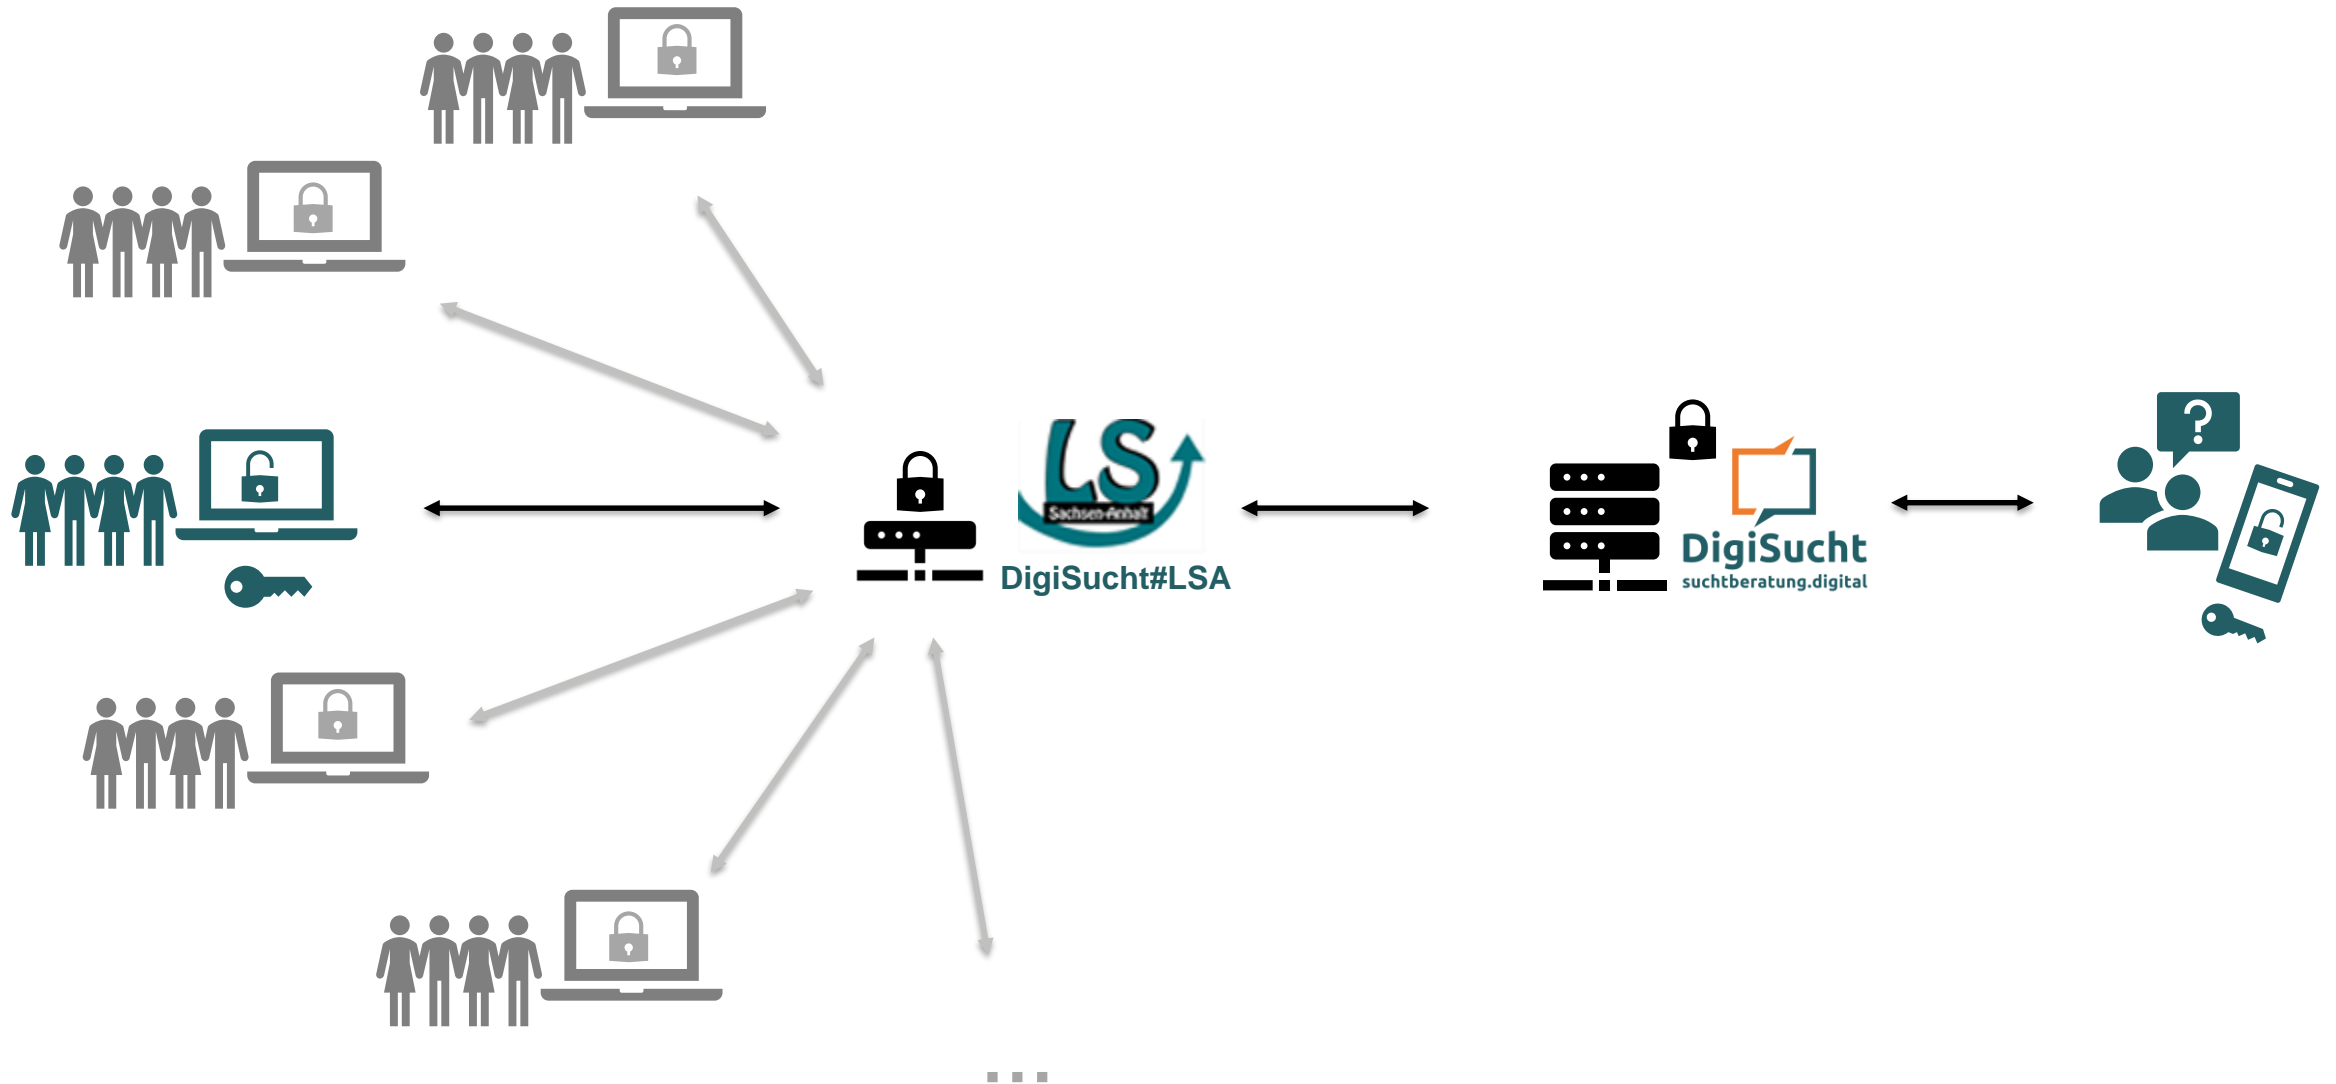 LS
Sachsen-Anhalt
DigiSucht#LSA
?
DigiSucht
suchtberatung.digital
...